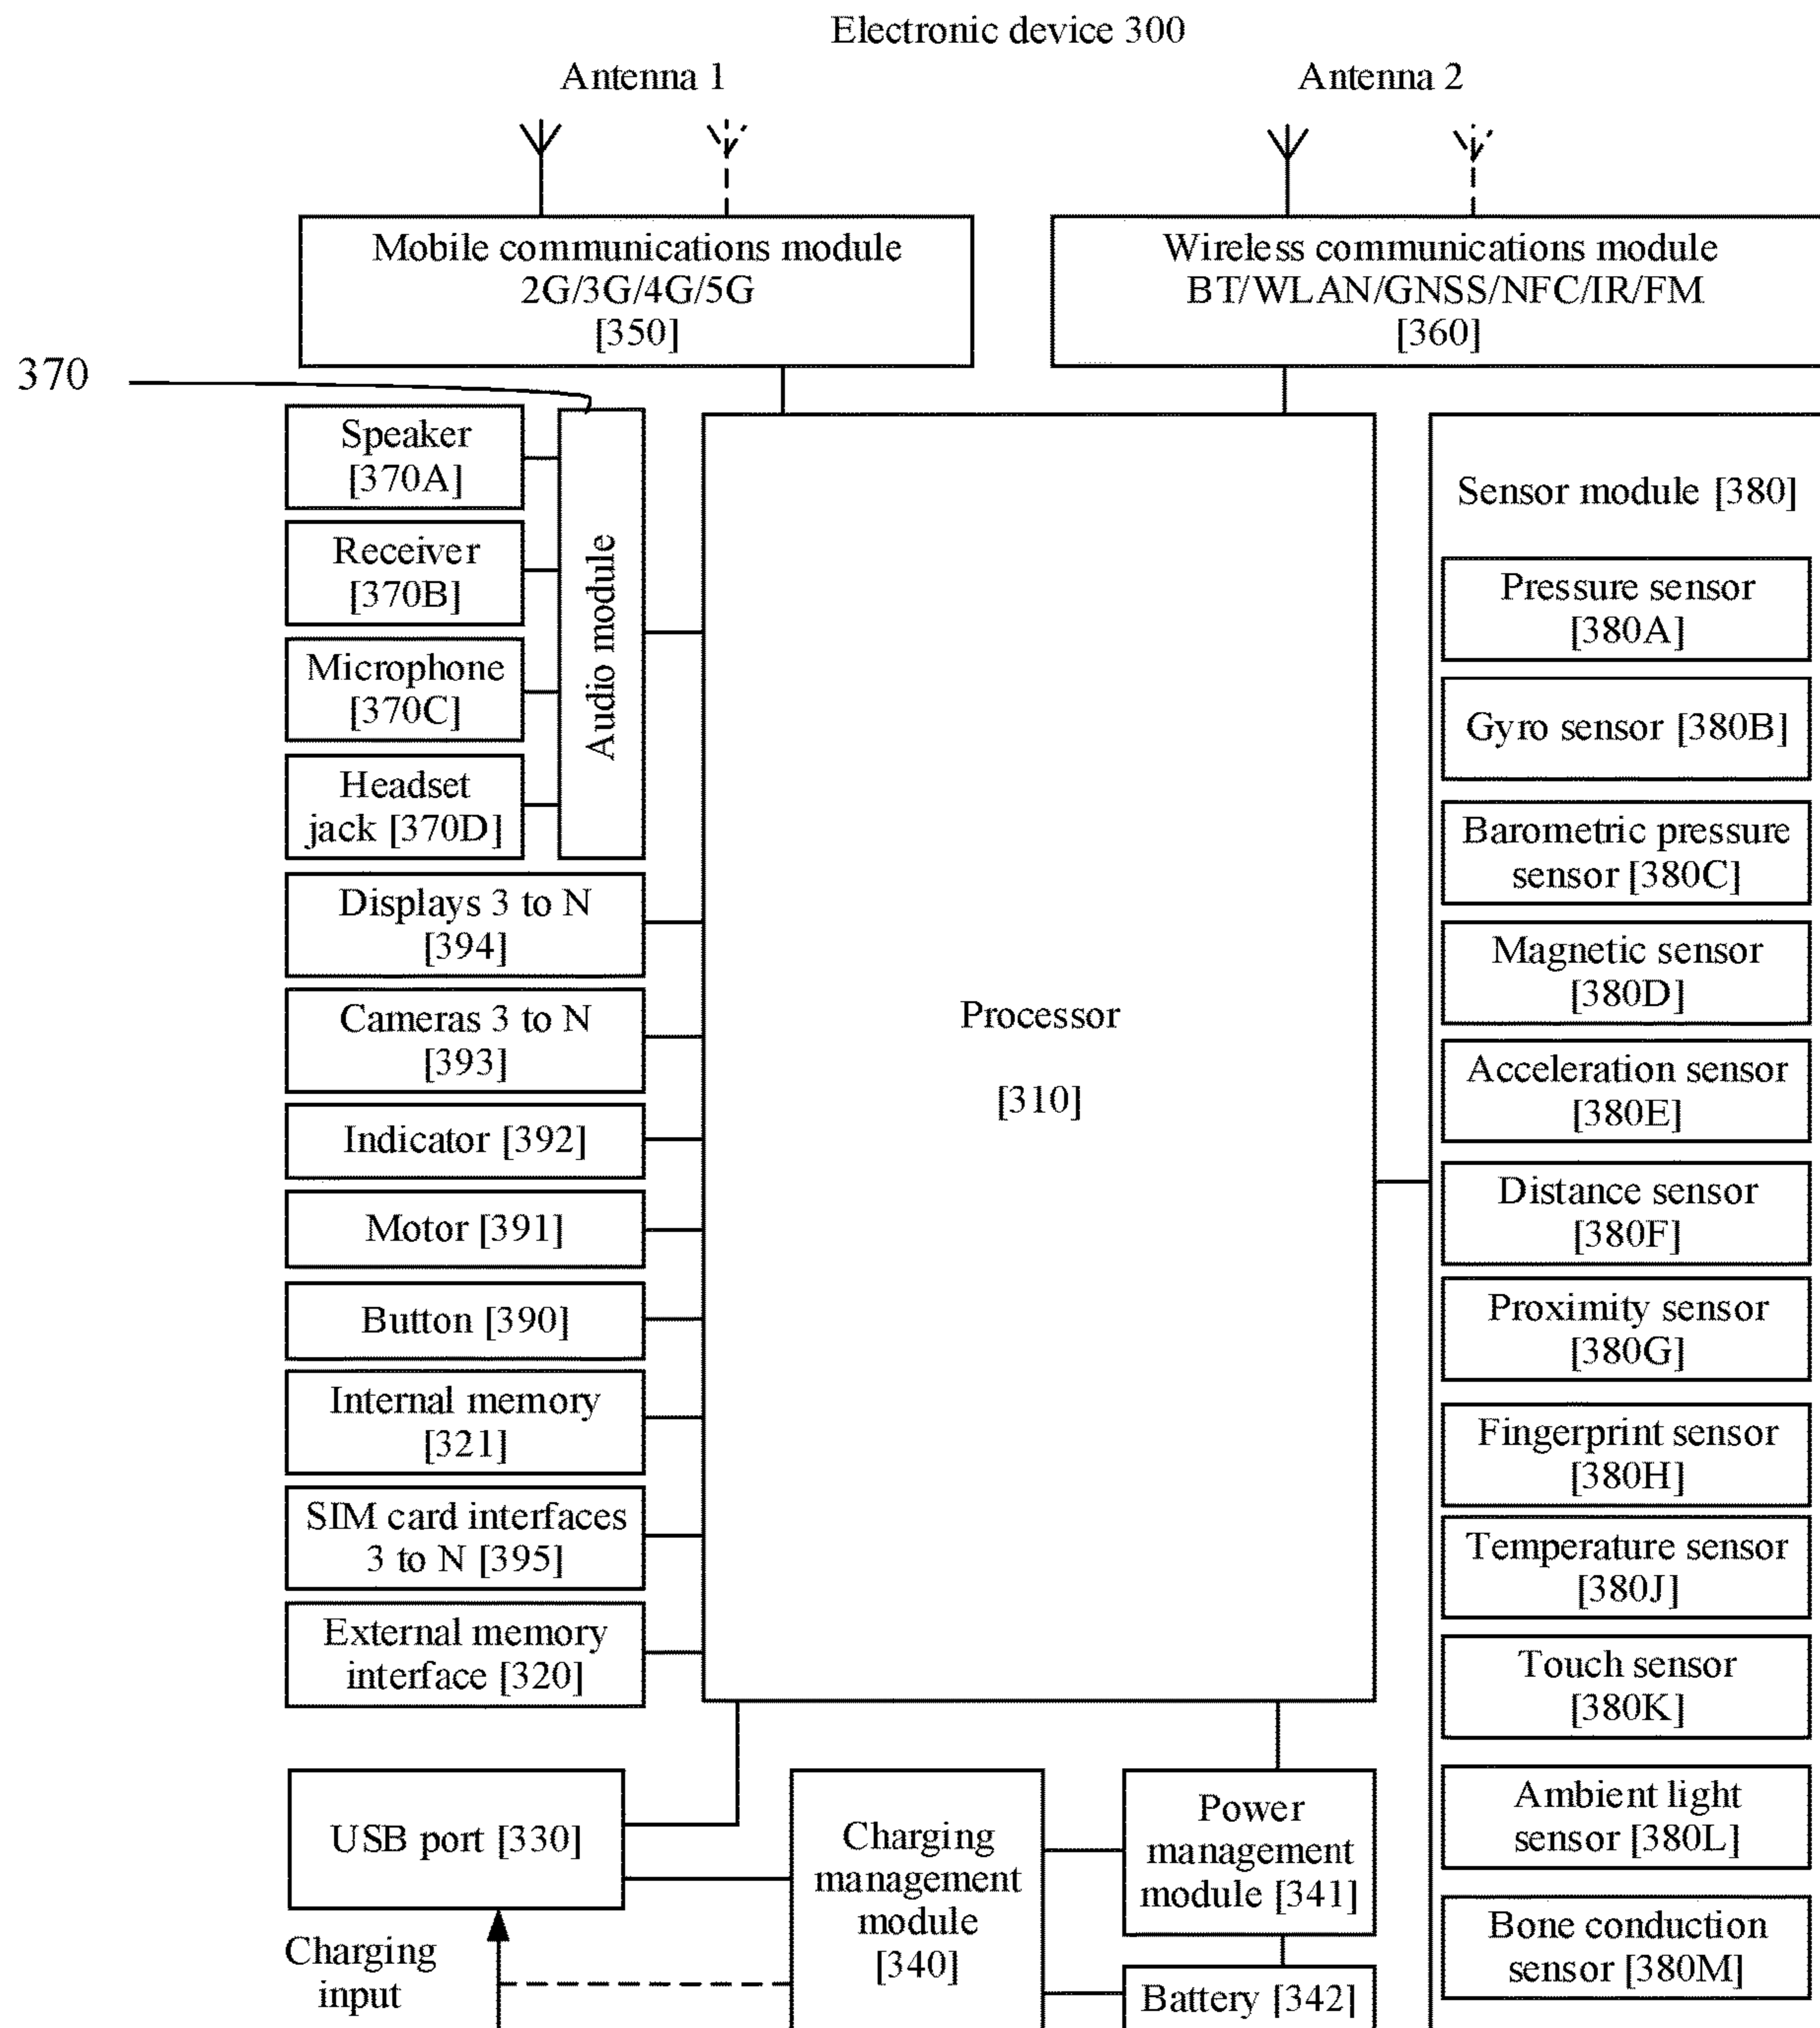 Electronic device 300
Antenna 1
Antenna 2
Mobile communications module
2G/3G/4G/5G
[350]
Wireless communications module
BT/WLAN/GNSS/NFC/IR/FM
[360]
370
Speaker
[370A]
Receiver
[370B]
Microphone
[370C]
Headset
jack [370D]
Audio module
Displays 3 to N
[394]
Cameras 3 to N
[393]
Indicator [392]
Motor [391]
Button [390]
Internal memory
[321]
SIM card interfaces
3 to N [395]
External memory
interface [320]
Processor
[310]
Sensor module [380]
Pressure sensor
[380A]
Gyro sensor [380B]
Barometric pressure
sensor [380C]
Magnetic sensor
[380D]
Acceleration sensor
[380E]
Distance sensor
[380F]
Proximity sensor
[380G]
Fingerprint sensor
[380H]
Temperature sensor
[380J]
Touch sensor
[380K]
Ambient light
sensor [380L]
Bone conduction
sensor [380M]
USB port [330]
Charging
input
Charging
management
module
[340]
Power
management
module [341]
Battery [342]